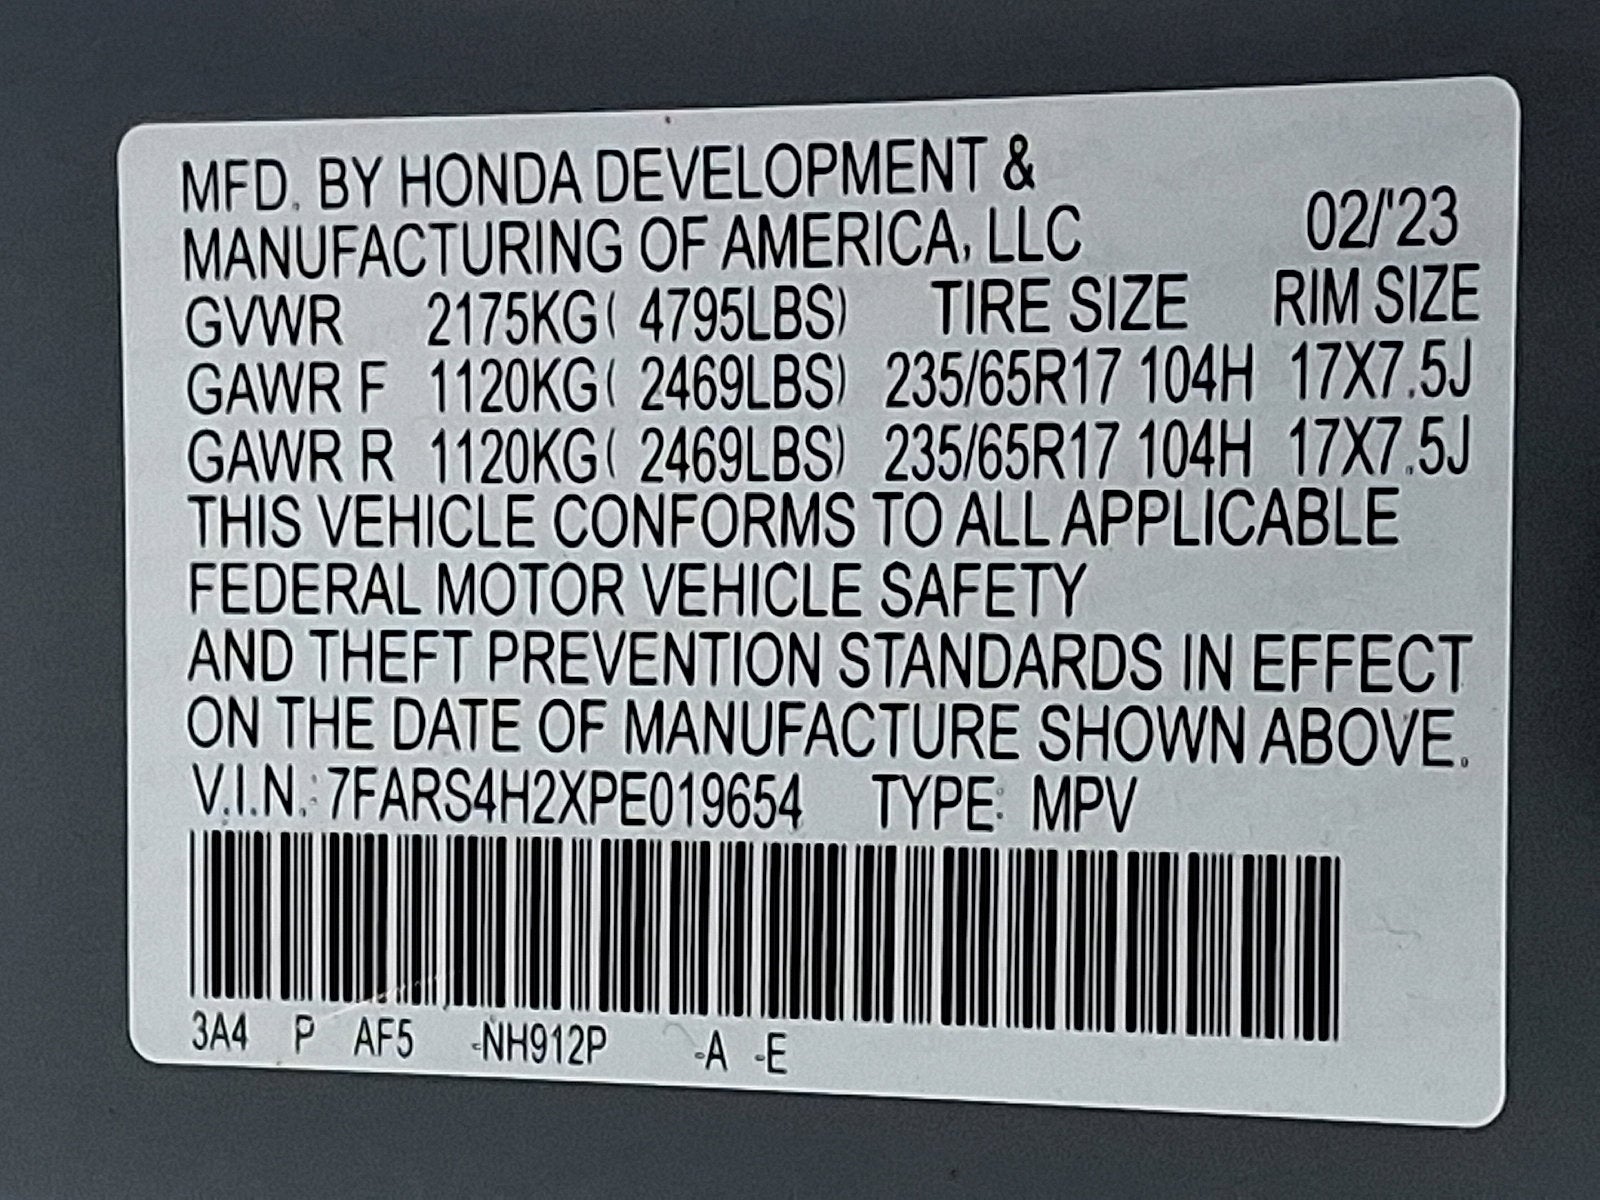 MFD. BY HONDA DEVELOPMENT &
MANUFACTURING OF AMERICA, LLC 02/'23
GVWR 2175KG( 4795LBS) TIRE SIZE RIM SIZE
GAWR F 1120KG( 2469LBS) 235/65R17 104H 17X7.5J
GAWR R 1120KG( 2469LBS) 235/65R17 104H 17X7.5J
THIS VEHICLE CONFORMS TO ALL APPLICABLE
FEDERAL MOTOR VEHICLE SAFETY
AND THEFT PREVENTION STANDARDS IN EFFECT
ON THE DATE OF MANUFACTURE SHOWN ABOVE.
V.I.N.: 7FARS4H2XPE019654 TYPE: MPV
3A4 P AF5 -NH912P -A -E